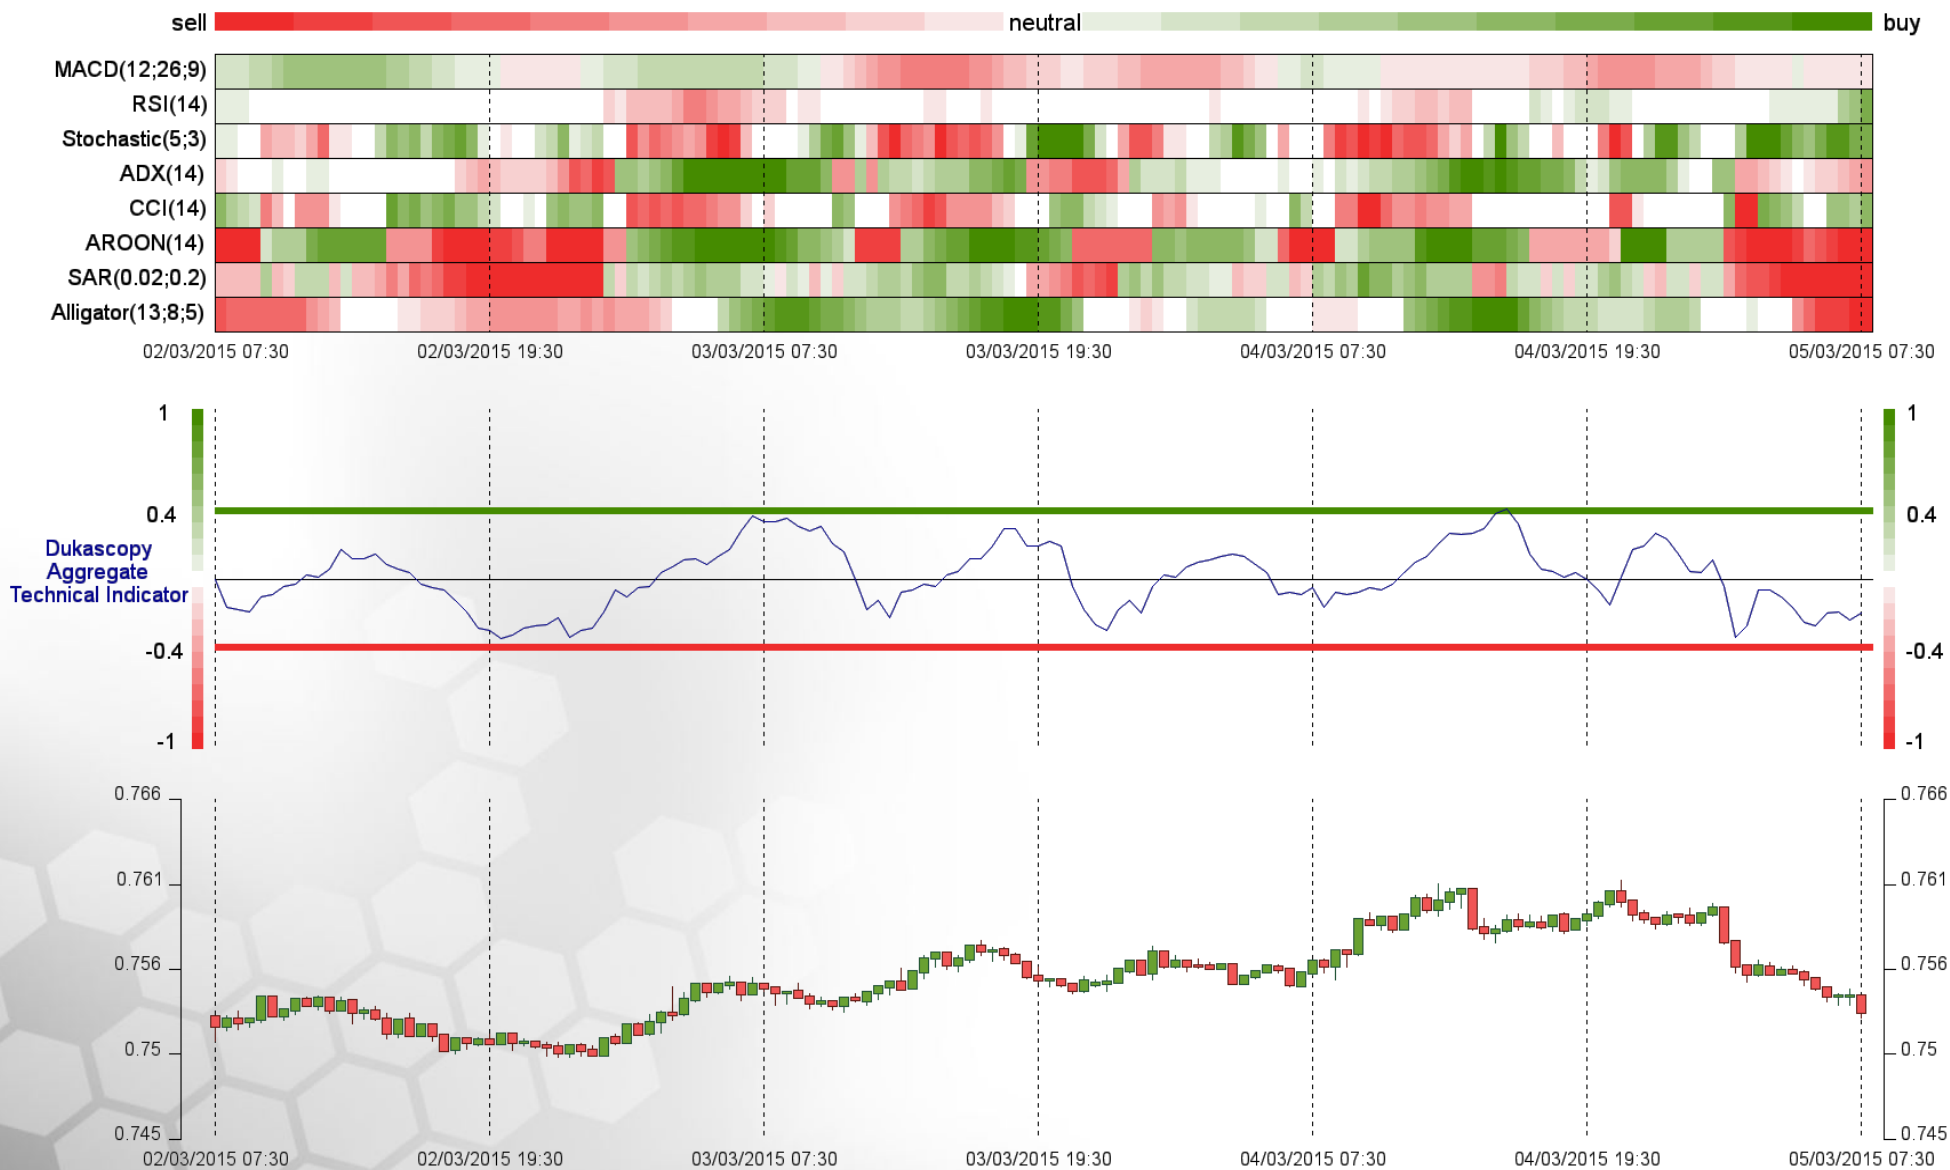 sell neutral buy
MACD(12;26;9)
RSI(14)
Stochastic(5;3)
ADX(14)
CCI(14)
AROON(14)
SAR(0.02;0.2)
Alligator(13;8;5)
02/03/2015 07:30 02/03/2015 19:30 03/03/2015 07:30 03/03/2015 19:30 04/03/2015 07:30 04/03/2015 19:30 05/03/2015 07:30
1 1
0.4 0.4
Dukascopy
Aggregate
Technical Indicator
-0.4 -0.4
-1 -1
0.766 0.766
0.761 0.761
0.756 0.756
0.75 0.75
0.745 0.745
02/03/2015 07:30 02/03/2015 19:30 03/03/2015 07:30 03/03/2015 19:30 04/03/2015 07:30 04/03/2015 19:30 05/03/2015 07:30